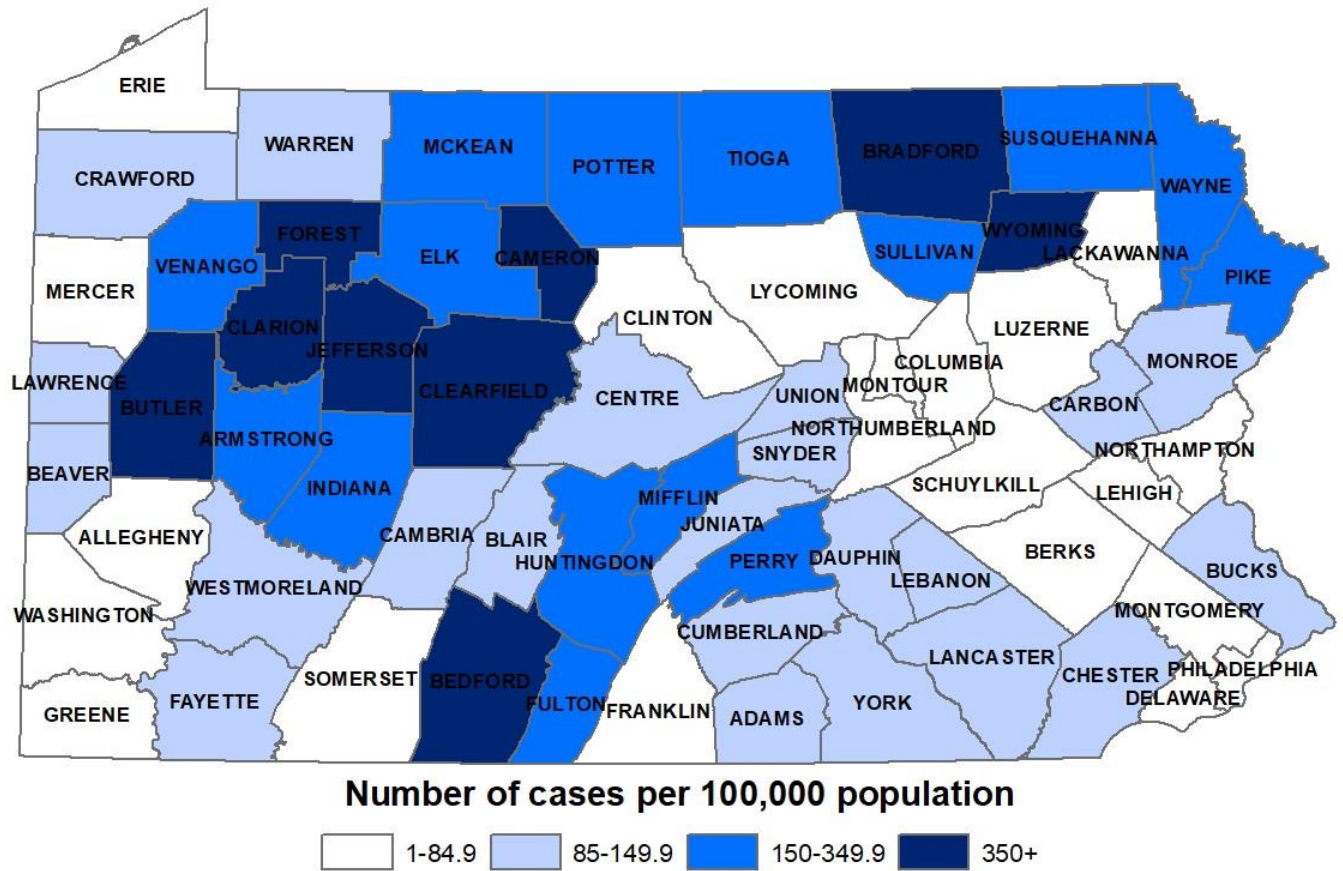 ERIE
WARREN
MCKEAN
POTTER
TIOGA
BRADFORD
SUSQUEHANNA
CRAWFORD
WAYNE
FOREST
WYOMING
VENANGO
ELK
CAMERON
SULLIVAN
LACKAWANNA
PIKE
MERCER
LYCOMING
CLARION
CLINTON
LUZERNE
JEFFERSON
COLUMBIA
MONROE
LAWRENCE
CLEARFIELD
MONTOUR
BUTLER
CENTRE
UNION
CARBON
ARMSTRONG
NORTHUMBERLAND
SNYDER
NORTHAMPTON
BEAVER
INDIANA
MIFFLIN
SCHUYLKILL
LEHIGH
JUNIATA
ALLEGHENY
CAMBRIA
BLAIR
BERKS
HUNTINGDON
PERRY
DAUPHIN
BUCKS
LEBANON
WESTMORELAND
WASHINGTON
MONTGOMERY
CUMBERLAND
LANCASTER
PHILADELPHIA
SOMERSET
BEDFORD
CHESTER
FAYETTE
FULTON
FRANKLIN
YORK
DELAWARE
GREENE
ADAMS
Number of cases per 100,000 population
1-84.9
85-149.9
150-349.9
350+